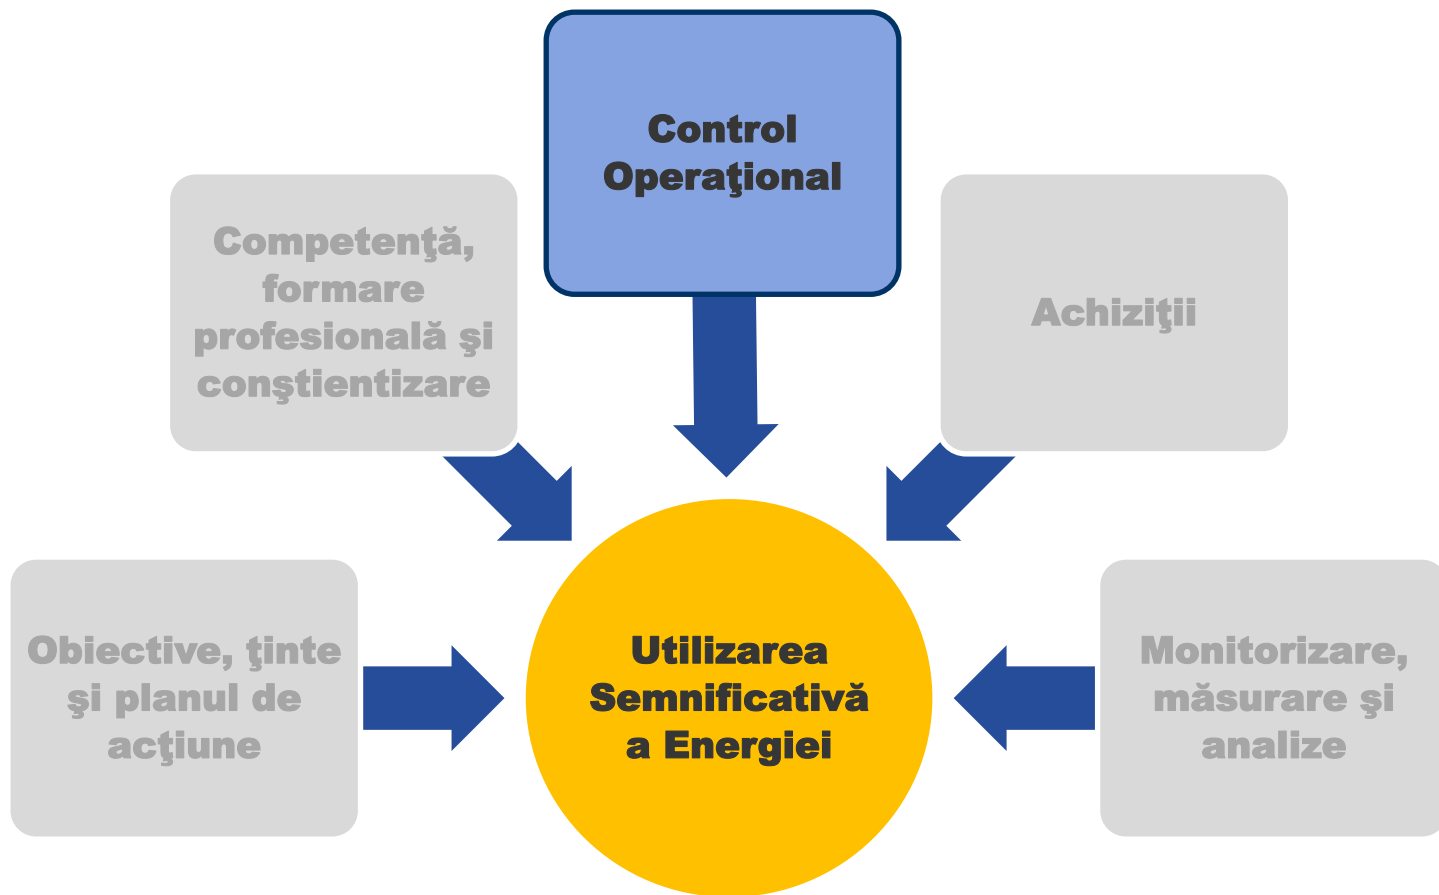 Control
Operaţional
Competenţă,
formare
profesională şi
conştientizare
Achiziţii
Obiective, ţinte
şi planul de
acţiune
Utilizarea
Semnificativă
a Energiei
Monitorizare,
măsurare şi
analize